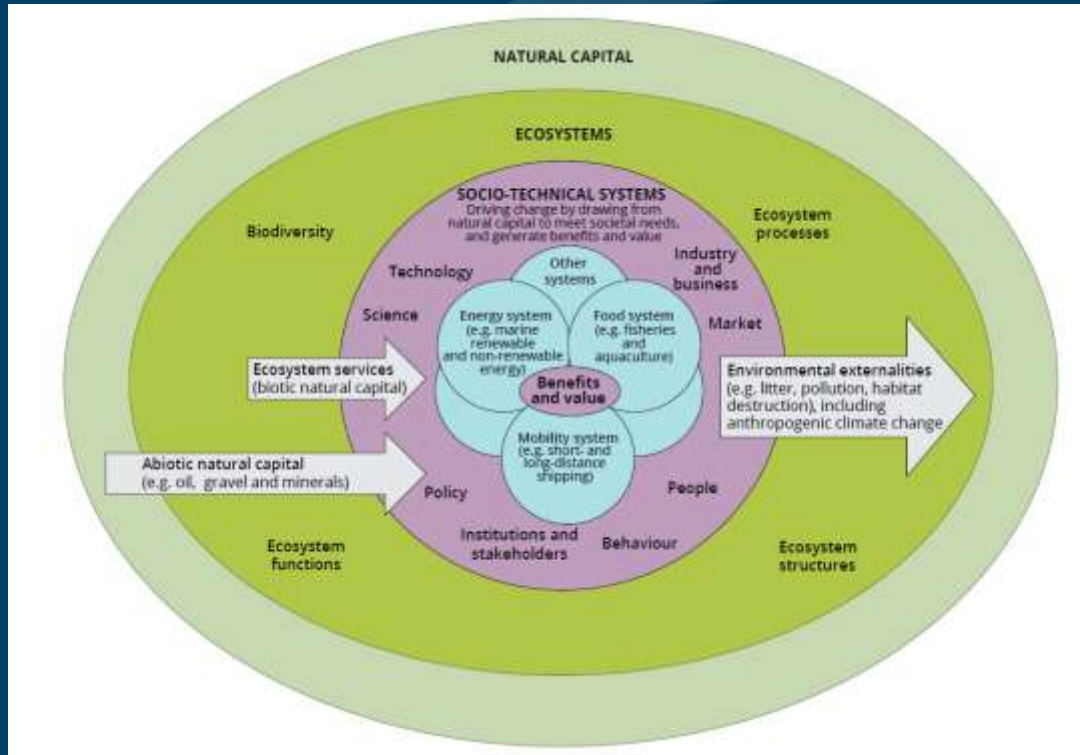 NATURAL CAPITAL
ECOSYSTEMS
SOCIO-TECHNICAL SYSTEMS
Driving change by drawing from
natural capital to meet societal needs,
and generate benefits and value
Biodiversity
Ecosystem
processes
Technology
Other
systems
Industry
and
business
Science
Energy system
(e.g. marine
renewable
and non-renewable
energy)
Food system
(e.g. fisheries
and
aquaculture)
Market
Ecosystem services
(biotic natural capital)
Benefits
and value
Environmental externalities
(e.g. litter, pollution, habitat
destruction), including
anthropogenic climate change
Abiotic natural capital
(e.g. oil, gravel and minerals)
Mobility system
(e.g. short- and
long-distance
shipping)
Policy
People
Institutions and
stakeholders
Behaviour
Ecosystem
functions
Ecosystem
structures